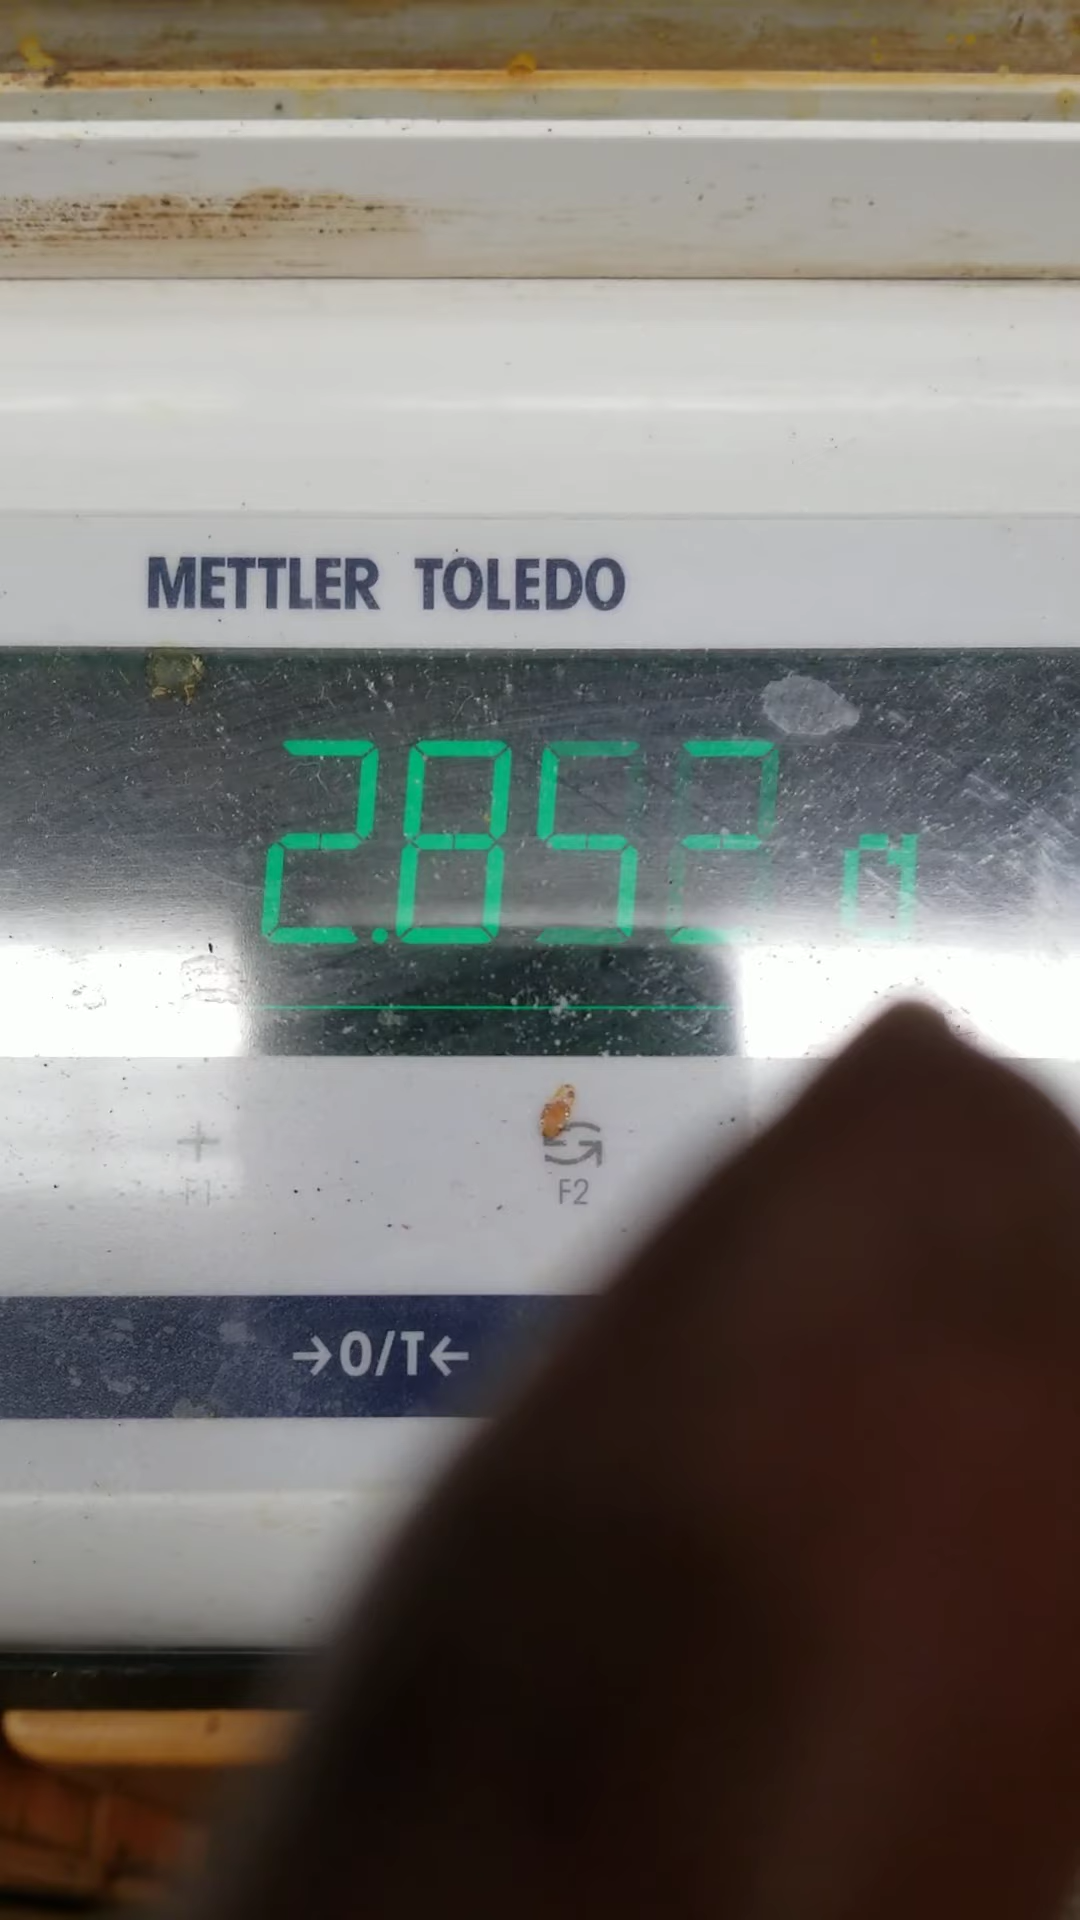 METTLER TOLEDO
2.852 g
F1
F2
→0/T←